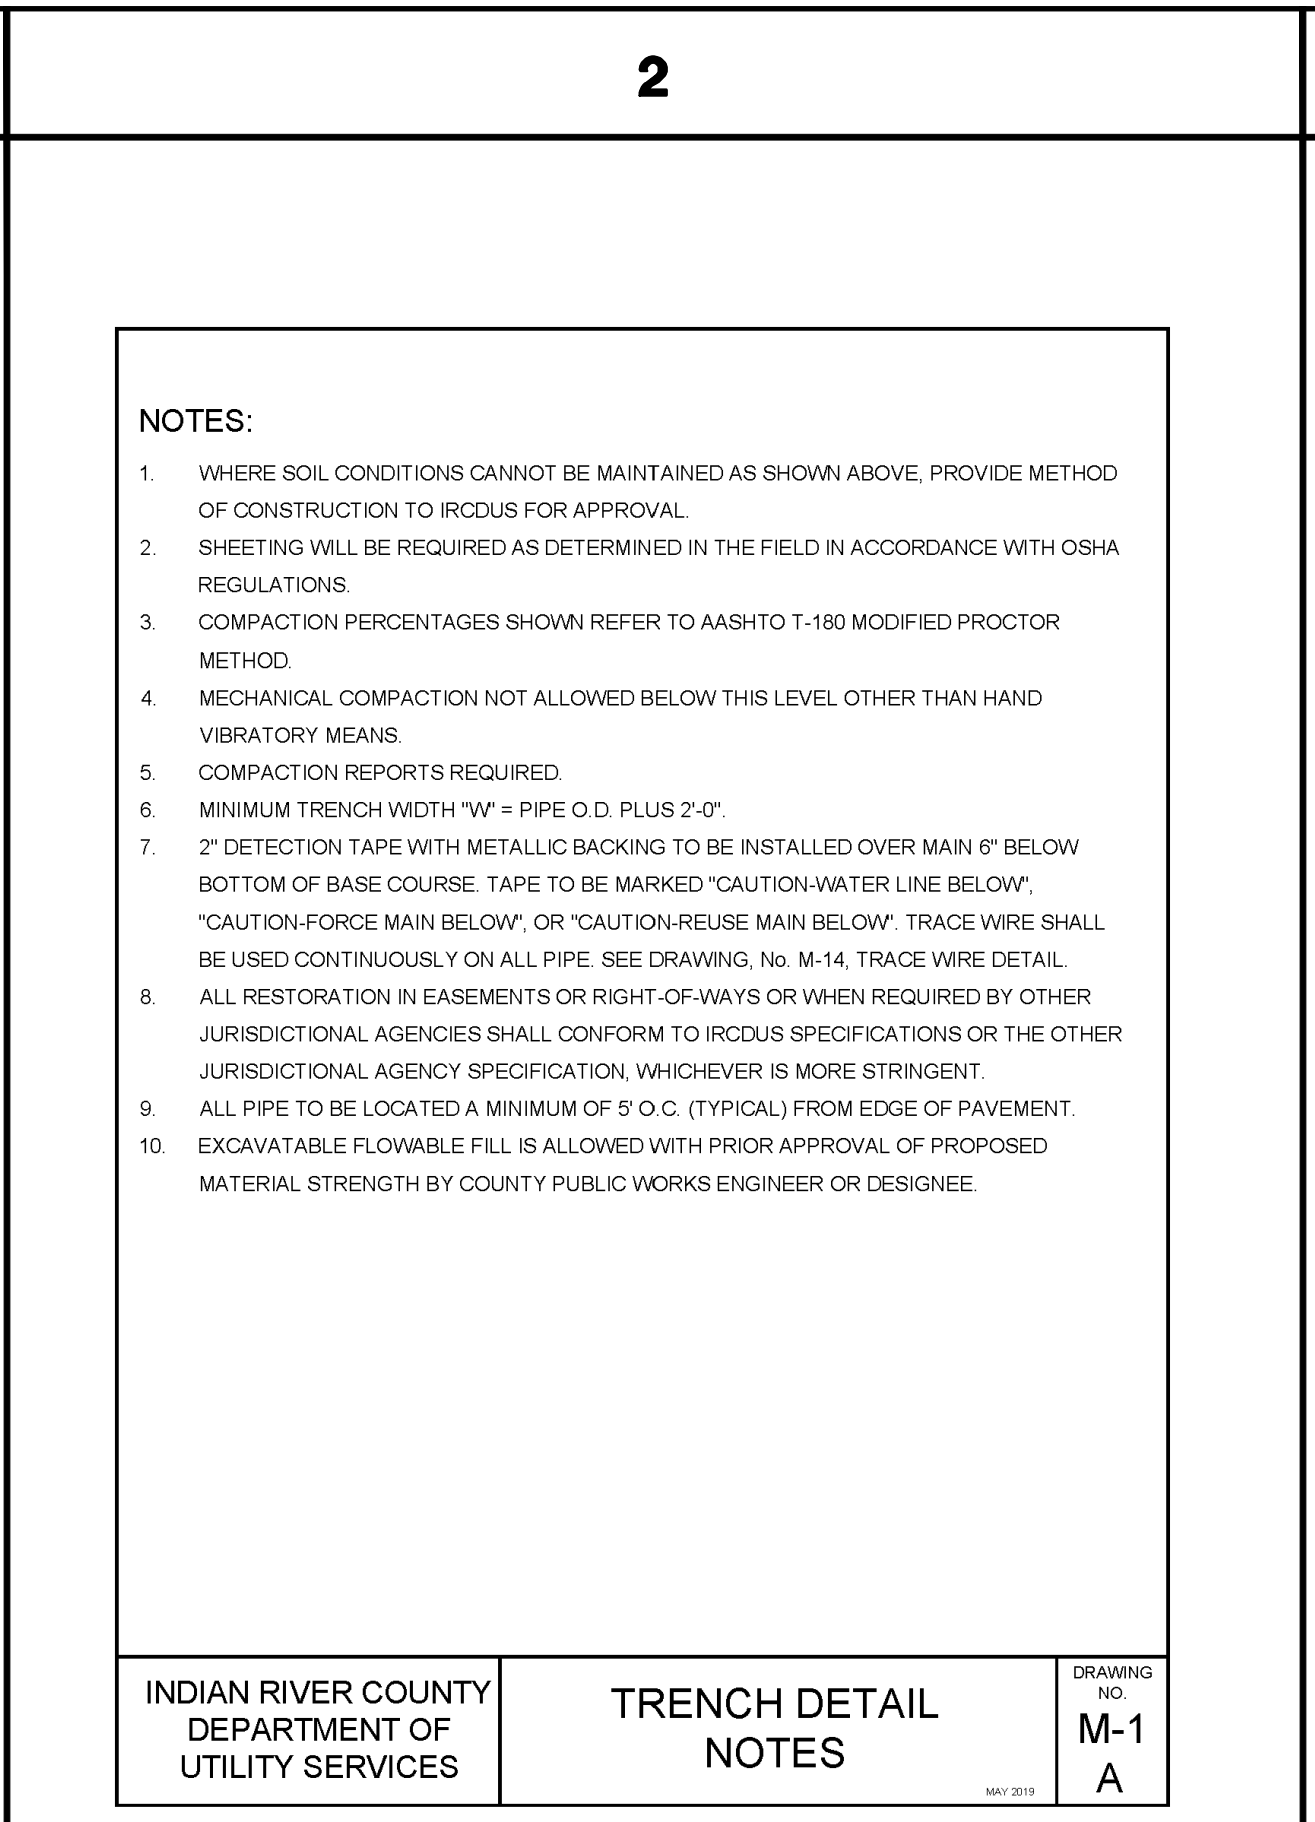 2
NOTES:
1. WHERE SOIL CONDITIONS CANNOT BE MAINTAINED AS SHOWN ABOVE, PROVIDE METHOD
OF CONSTRUCTION TO IRCDUS FOR APPROVAL.
2. SHEETING WILL BE REQUIRED AS DETERMINED IN THE FIELD IN ACCORDANCE WITH OSHA
REGULATIONS.
3. COMPACTION PERCENTAGES SHOWN REFER TO AASHTO T-180 MODIFIED PROCTOR
METHOD.
4. MECHANICAL COMPACTION NOT ALLOWED BELOW THIS LEVEL OTHER THAN HAND
VIBRATORY MEANS.
5. COMPACTION REPORTS REQUIRED.
6. MINIMUM TRENCH WIDTH "W" = PIPE O.D. PLUS 2'-0".
7. 2" DETECTION TAPE WITH METALLIC BACKING TO BE INSTALLED OVER MAIN 6" BELOW
BOTTOM OF BASE COURSE. TAPE TO BE MARKED "CAUTION-WATER LINE BELOW",
"CAUTION-FORCE MAIN BELOW", OR "CAUTION-REUSE MAIN BELOW". TRACE WIRE SHALL
BE USED CONTINUOUSLY ON ALL PIPE. SEE DRAWING, No. M-14, TRACE WIRE DETAIL.
8. ALL RESTORATION IN EASEMENTS OR RIGHT-OF-WAYS OR WHEN REQUIRED BY OTHER
JURISDICTIONAL AGENCIES SHALL CONFORM TO IRCDUS SPECIFICATIONS OR THE OTHER
JURISDICTIONAL AGENCY SPECIFICATION, WHICHEVER IS MORE STRINGENT.
9. ALL PIPE TO BE LOCATED A MINIMUM OF 5' O.C. (TYPICAL) FROM EDGE OF PAVEMENT.
10. EXCAVATABLE FLOWABLE FILL IS ALLOWED WITH PRIOR APPROVAL OF PROPOSED
MATERIAL STRENGTH BY COUNTY PUBLIC WORKS ENGINEER OR DESIGNEE.
INDIAN RIVER COUNTY
DEPARTMENT OF
UTILITY SERVICES
TRENCH DETAIL
NOTES
MAY 2019
DRAWING
NO.
M-1
A